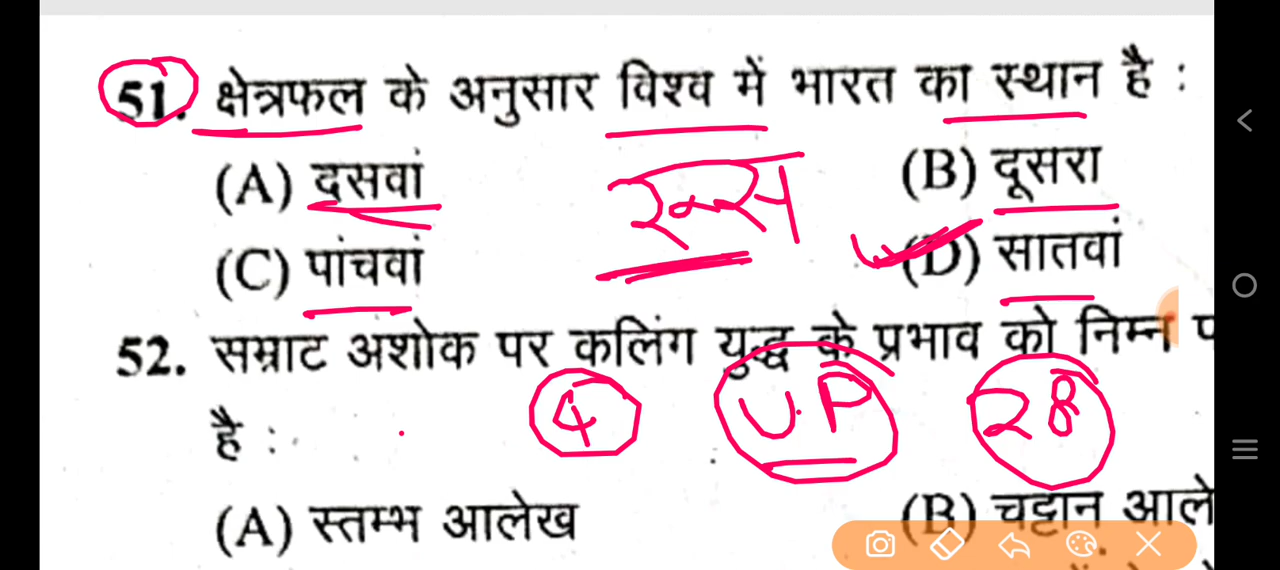 51. क्षेत्रफल के अनुसार विश्व में भारत का स्थान है :
(A) दसवां (B) दूसरा
रूस
(C) पांचवां (D) सातवां
52. सम्राट अशोक पर कलिंग युद्ध के प्रभाव को निम्न
4 U.P 28
है :
(A) स्तम्भ आलेख (B) चट्टान आले